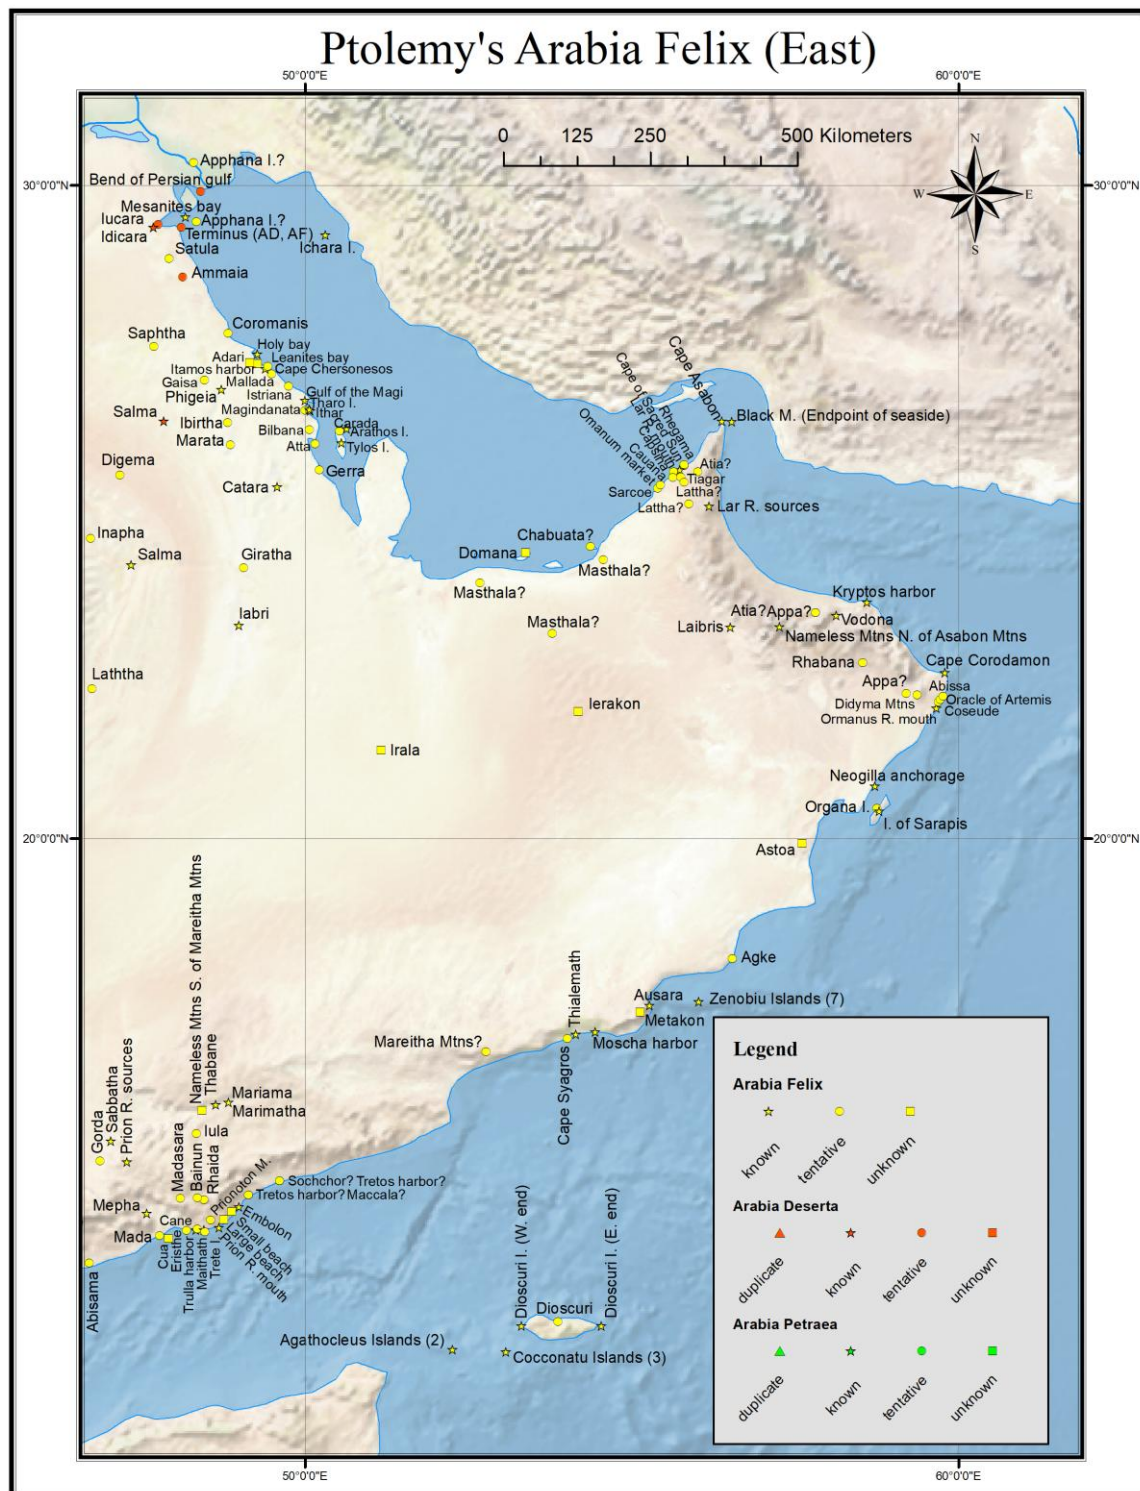 Ptolemy's Arabia Felix (East)
50°0'0"E
60°0'0"E
0 125 250 500 Kilometers
N
W E
S
30°0'0"N
30°0'0"N
Apphana I.?
Bend of Persian gulf
Mesanites bay
Iucara
Apphana I.?
Idicara
Terminus (AD, AF)
Ichara I.
Satula
Ammaia
Coromanis
Saphtha
Holy bay
Adari
Leanites bay
Itamos harbor
Cape Chersonesos
Gaisa
Mallada
Phigeia
Istriana
Gulf of the Magi
Tharo I.
Salma
Magindanata
Ithar
Ibirtha
Carada
Bilbana
Arathos I.
Marata
Atta
Tylos I.
Digema
Gerra
Catara
Cape Asabon
Black M. (Endpoint of seaside)
Rhegama
Cape of Sacred Sun
Lar R. mouth
Capsina
Cauana
Omanum market
Atia?
Tiagar
Sarcoe
Lattha?
Lattha?
Lar R. sources
Inapha
Salma
Giratha
Chabuata?
Domana
Masthala?
Masthala?
Iabri
Masthala?
Kryptos harbor
Atia?
Appa?
Vodona
Laibris
Nameless Mtns N. of Asabon Mtns
Rhabana
Cape Corodamon
Laththa
Appa?
Abissa
Didyma Mtns
Oracle of Artemis
Ormanus R. mouth
Coseude
Ierakon
Irala
Neogilla anchorage
Organa I.
I. of Sarapis
20°0'0"N
20°0'0"N
Astoa
Agke
Nameless Mtns S. of Mareitha Mtns
Thabane
Thialemath
Ausara
Zenobiu Islands (7)
Metakon
Moscha harbor
Mareitha Mtns?
Cape Syagros
Mariama
Marimatha
Gorda
Sabbatha
Prion R. sources
Iula
Madasara
Bainun
Rhaida
Prionoton M.
Sochchor? Tretos harbor?
Tretos harbor? Maccala?
Mepha
Cane
Embolon
Mada
Small beach
Large beach
Prion R. mouth
Cua
Eristhe
Trulla harbor
Maithath
Trete I.
Abisama
Dioscuri I. (W. end)
Dioscuri
Dioscuri I. (E. end)
Agathocleus Islands (2)
Cocconatu Islands (3)
Legend
Arabia Felix
known
tentative
unknown
Arabia Deserta
duplicate
known
tentative
unknown
Arabia Petraea
duplicate
known
tentative
unknown
50°0'0"E
60°0'0"E